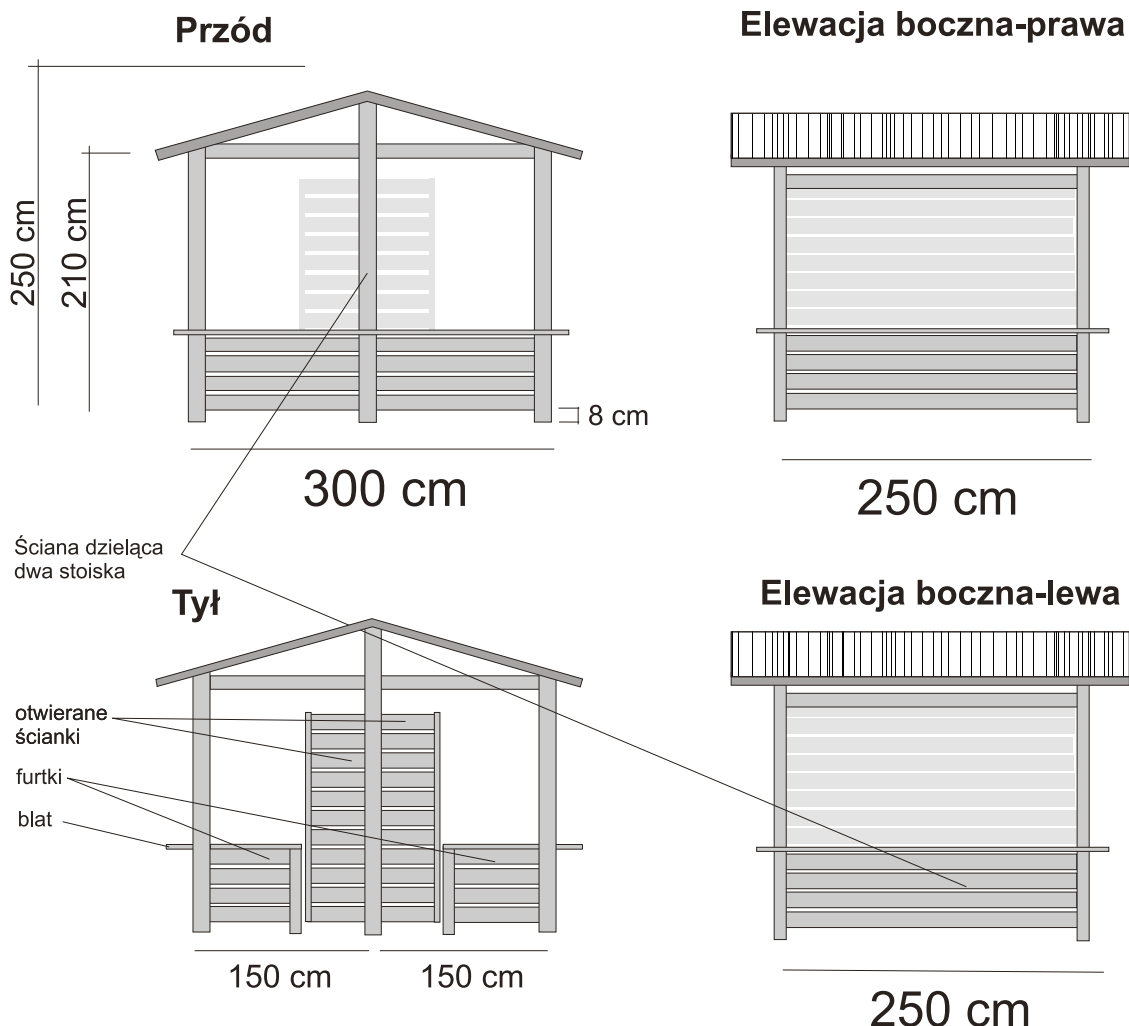 Przód
Elewacja boczna-prawa
250 cm
210 cm
8 cm
300 cm
250 cm
Ściana dzieląca
dwa stoiska
Tył
Elewacja boczna-lewa
otwierane
ścianki
furtki
blat
150 cm
150 cm
250 cm